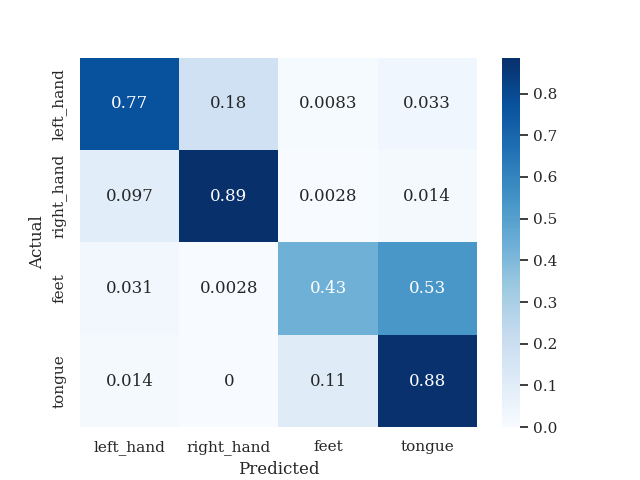 left_hand 0.77 0.18 0.0083 0.033
right_hand 0.097 0.89 0.0028 0.014
feet 0.031 0.0028 0.43 0.53
tongue 0.014 0 0.11 0.88
Actual
left_hand right_hand feet tongue
Predicted
0.8
0.7
0.6
0.5
0.4
0.3
0.2
0.1
0.0